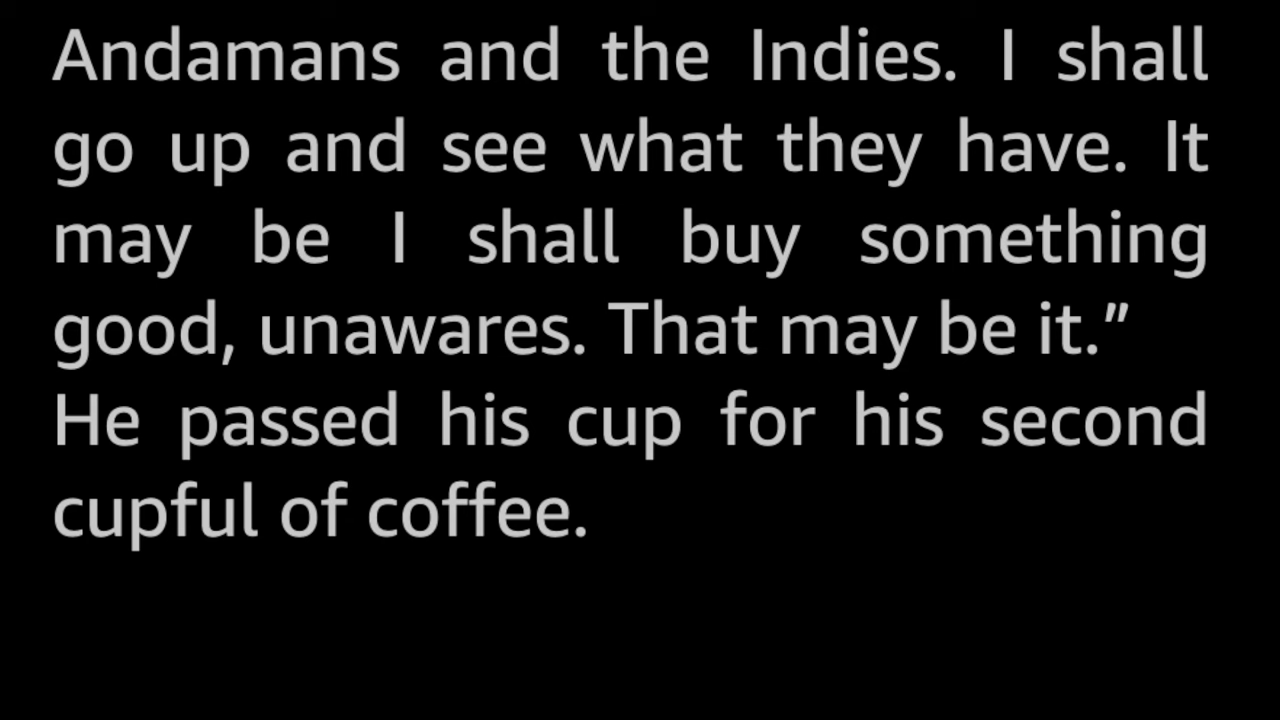 Andamans and the Indies. I shall
go up and see what they have. It
may be I shall buy something
good, unawares. That may be it.”
He passed his cup for his second
cupful of coffee.